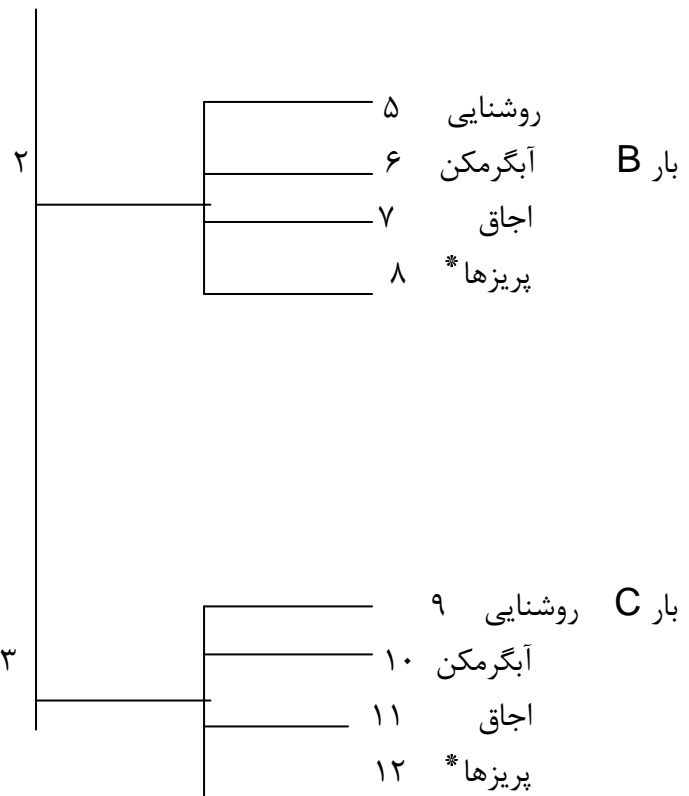 روشنایی ۵
بار B آبگرمکن ۶ ۲
اجاق ۷
پریزها* ۸
بار C روشنایی ۹
آبگرمکن ۱۰ ۳
اجاق ۱۱
پریزها* ۱۲